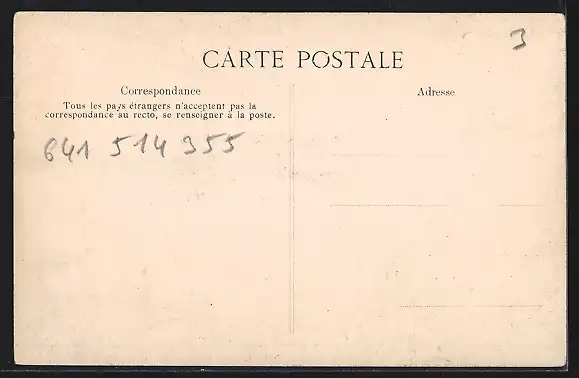 3
CARTE POSTALE
Correspondance
Tous les pays étrangers n'acceptent pas la
correspondance au recto, se renseigner à la poste.
641 514 355
Adresse